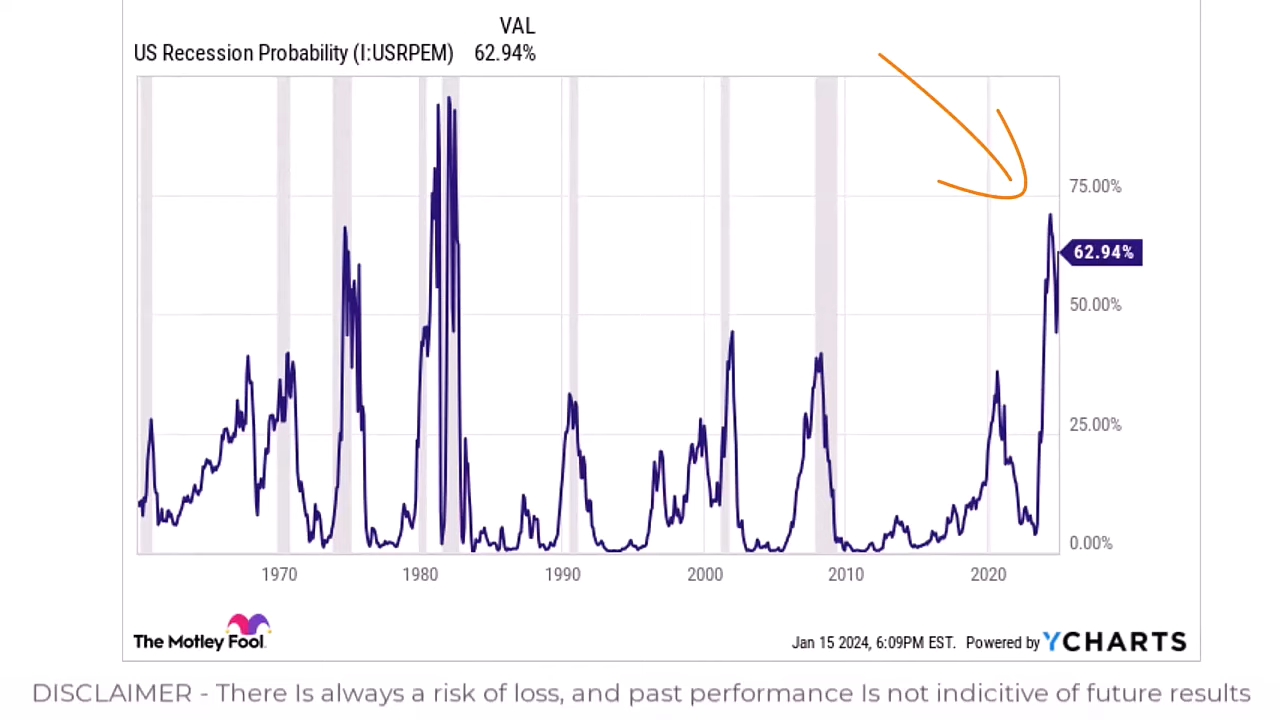 VAL
US Recession Probability (I:USRPEM) 62.94%
75.00%
62.94%
50.00%
25.00%
0.00%
1970 1980 1990 2000 2010 2020
The Motley Fool. Jan 15 2024, 6:09PM EST. Powered by YCHARTS
DISCLAIMER - There Is always a risk of loss, and past performance Is not indicitive of future results